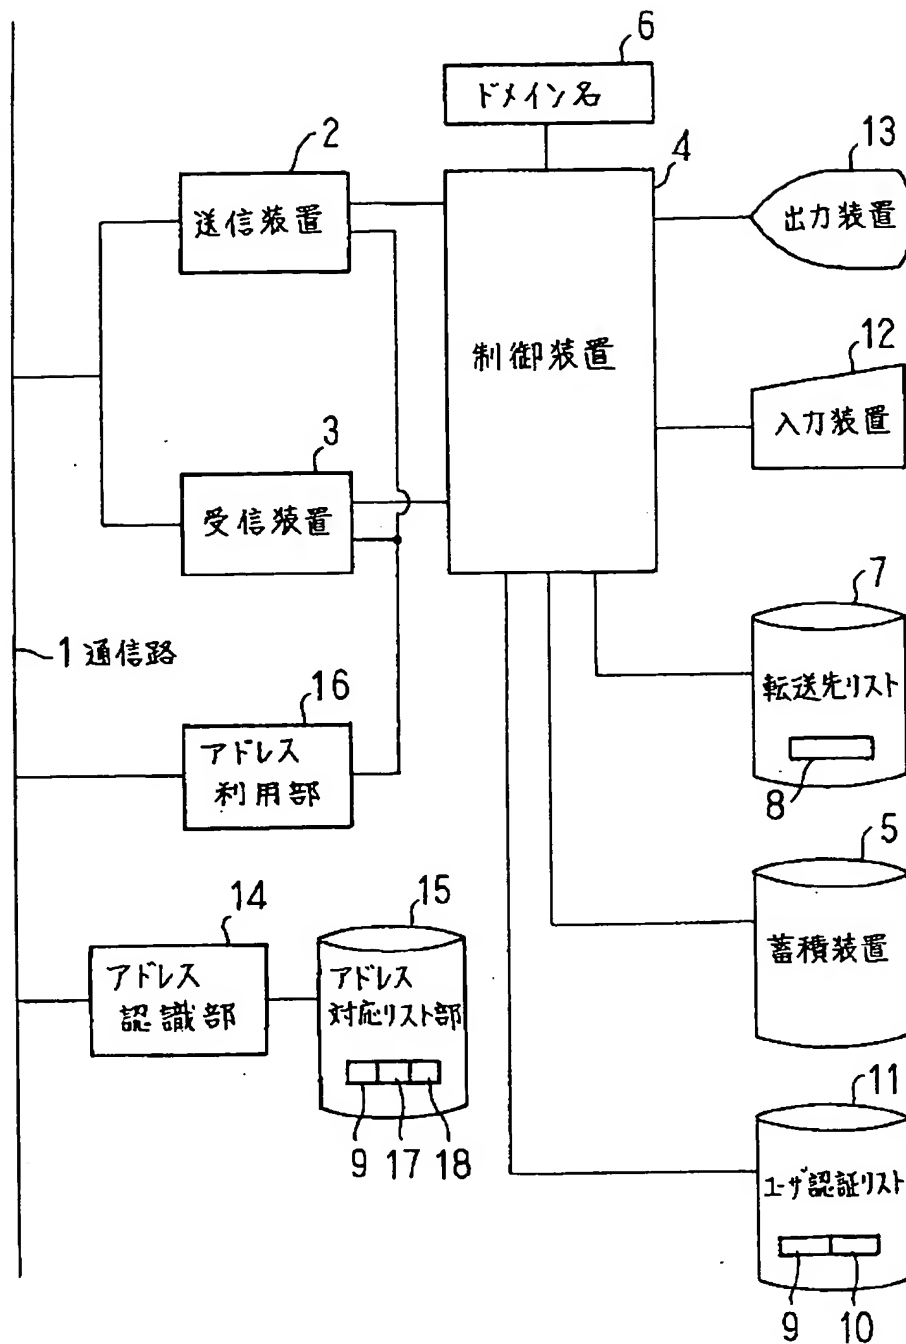 6
ドメイン名
2
4
13
送信装置
出力装置
制御装置
12
入力装置
3
受信装置
7
1 通信路
転送先リスト
16
アドレス
利用部
8
5
14
15
蓄積装置
アドレス
認識部
アドレス
対応リスト部
11
9 17 18
ユーザ認証リスト
9 10